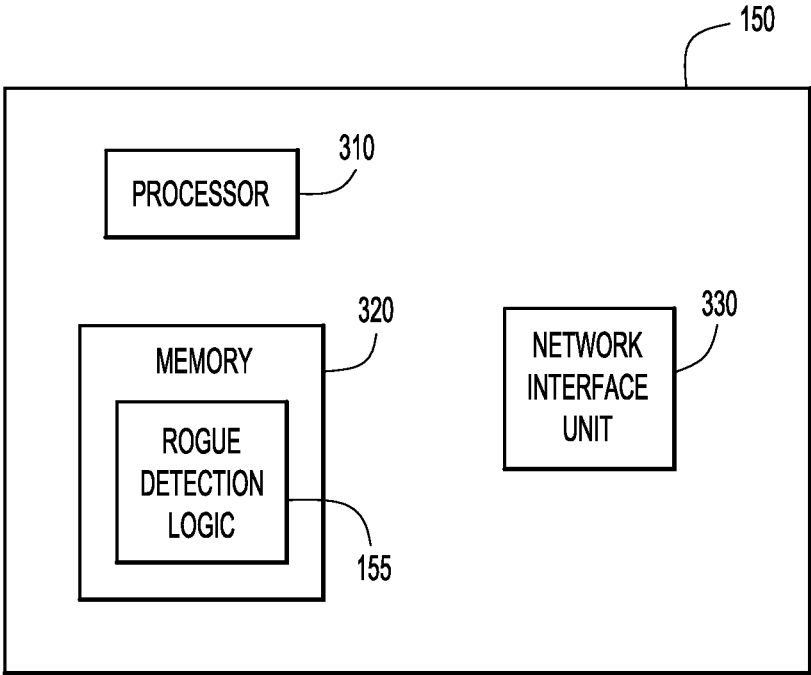 150
310
PROCESSOR
320
330
MEMORY
NETWORK
INTERFACE
UNIT
ROGUE
DETECTION
LOGIC
155